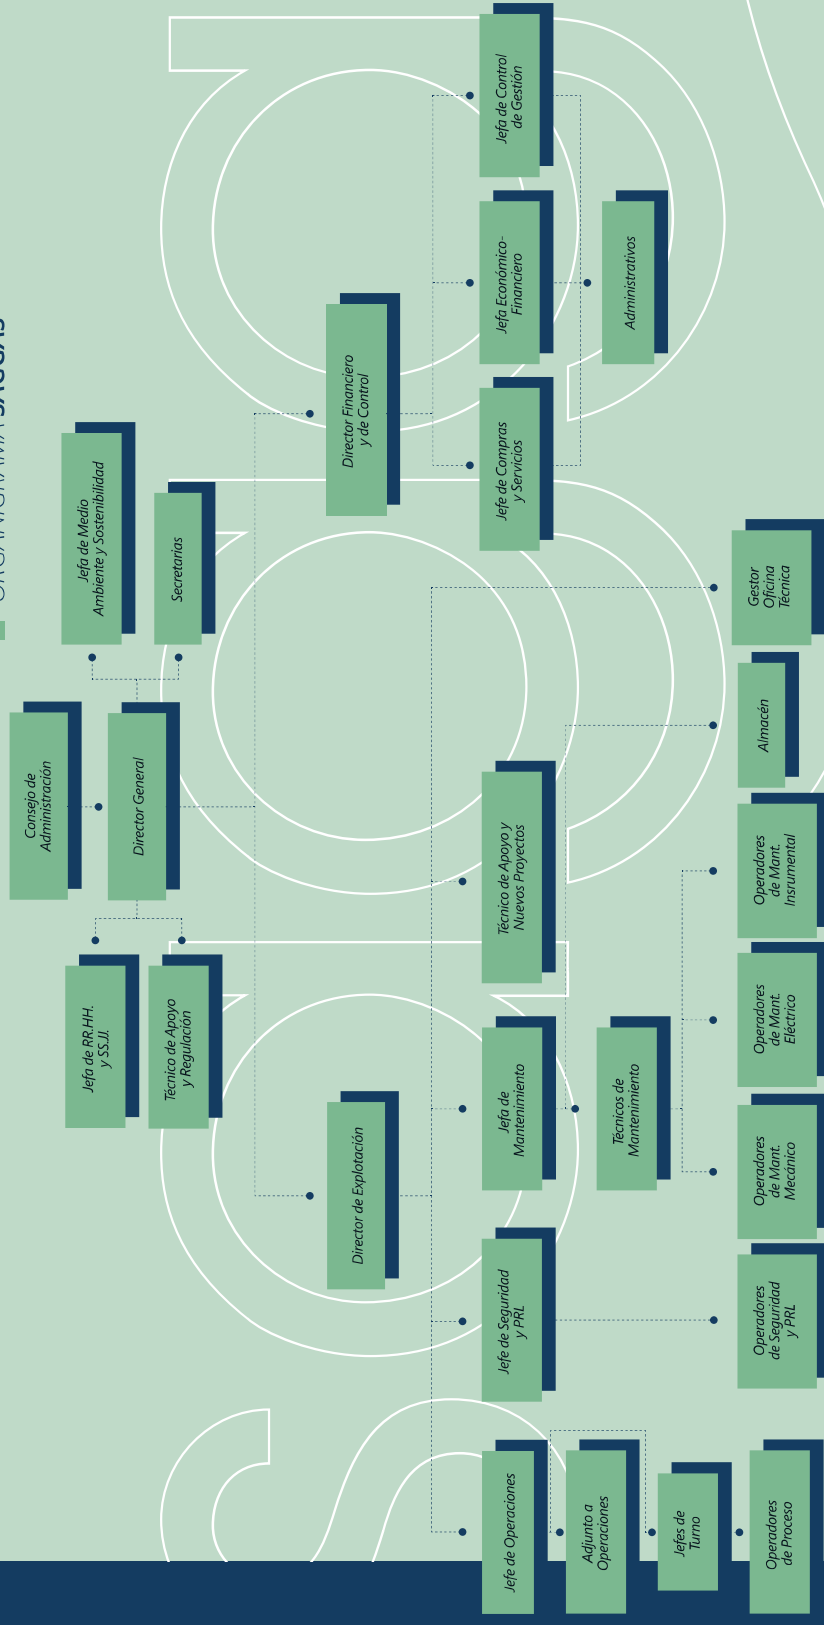 ORGANIGRAMA SAGGAS
Consejo de
Administración
Director General
Jefa de RR.HH.
y SS.JJ.
Técnico de Apoyo
y Regulación
Jefa de Medio
Ambiente y Sostenibilidad
Secretarias
Director de Explotación
Director Financiero
y de Control
Jefe de Operaciones
Jefe de Seguridad
y PRL
Jefa de
Mantenimiento
Técnico de Apoyo y
Nuevos Proyectos
Jefe de Compras
y Servicios
Jefa Económico-
Financiero
Jefa de Control
de Gestión
Adjunto a
Operaciones
Técnicos de
Mantenimiento
Administrativos
Jefes de
Turno
Operadores
de Proceso
Operadores
de Seguridad
y PRL
Operadores
de Mant.
Mecánico
Operadores
de Mant.
Eléctrico
Operadores
de Mant.
Insrumental
Almacén
Gestor
Oficina
Técnica